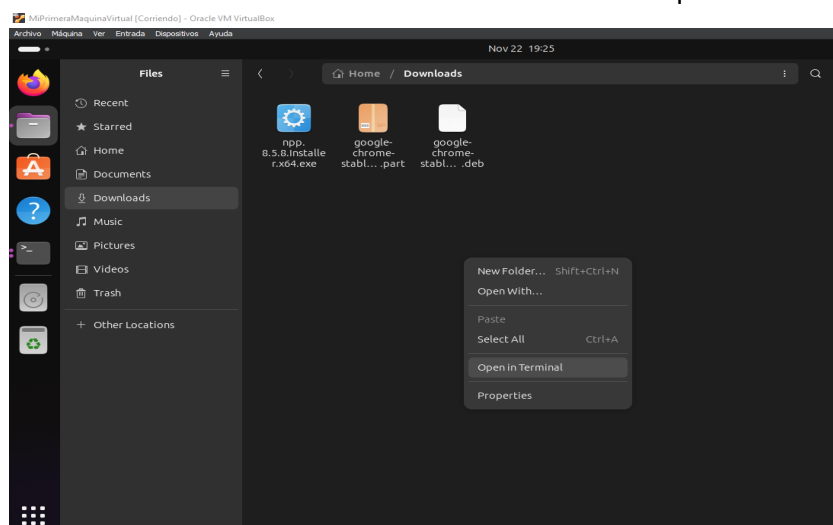 MiPrimeraMaquinaVirtual [Corriendo] - Oracle VM VirtualBox
Archivo Máquina Ver Entrada Dispositivos Ayuda
Nov 22 19:25
Files
Home / Downloads
Recent
Starred
Home
Documents
Downloads
Music
Pictures
Videos
Trash
+ Other Locations
npp.
8.5.8.Installe
r.x64.exe
google-
chrome-
stabl... .part
google-
chrome-
stabl... .deb
New Folder... Shift+Ctrl+N
Open With...
Paste
Select All Ctrl+A
Open in Terminal
Properties